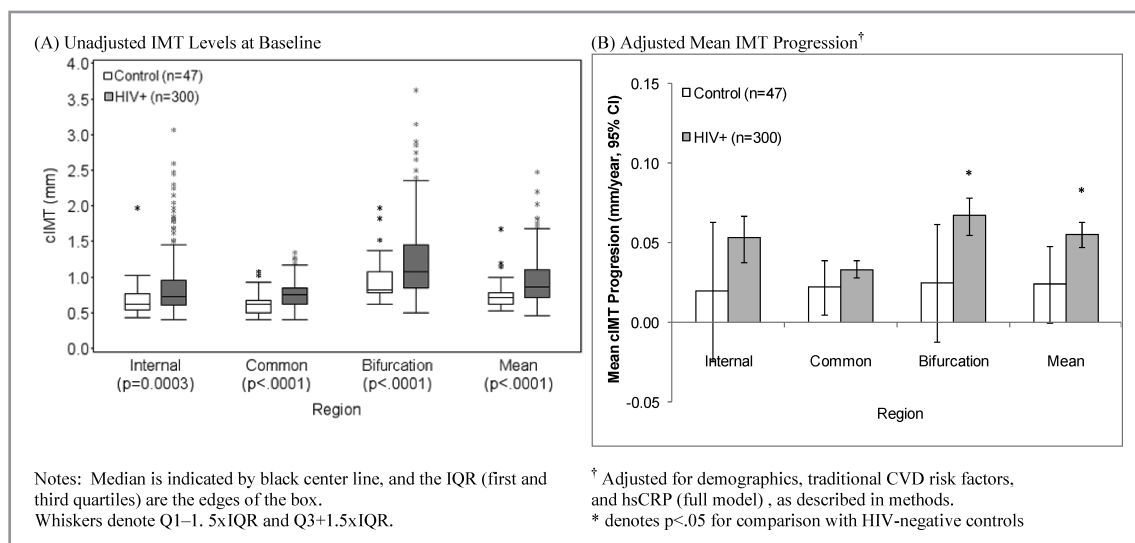 (A) Unadjusted IMT Levels at Baseline
4.0
3.5
3.0
2.5
2.0
1.5
1.0
0.5
0.0
cIMT (mm)
Control (n=47)
HIV+ (n=300)
Internal
(p=0.0003)
Common
(p<.0001)
Bifurcation
(p<.0001)
Mean
(p<.0001)
Region
Notes: Median is indicated by black center line, and the IQR (first and
third quartiles) are the edges of the box.
Whiskers denote Q1–1. 5xIQR and Q3+1.5xIQR.
(B) Adjusted Mean IMT Progression†
0.15
0.10
0.05
0.00
-0.05
Mean cIMT Progresion (mm/year, 95% CI)
Control (n=47)
HIV+ (n=300)
*
*
Internal
Common
Bifurcation
Mean
Region
† Adjusted for demographics, traditional CVD risk factors,
and hsCRP (full model) , as described in methods.
* denotes p<.05 for comparison with HIV-negative controls